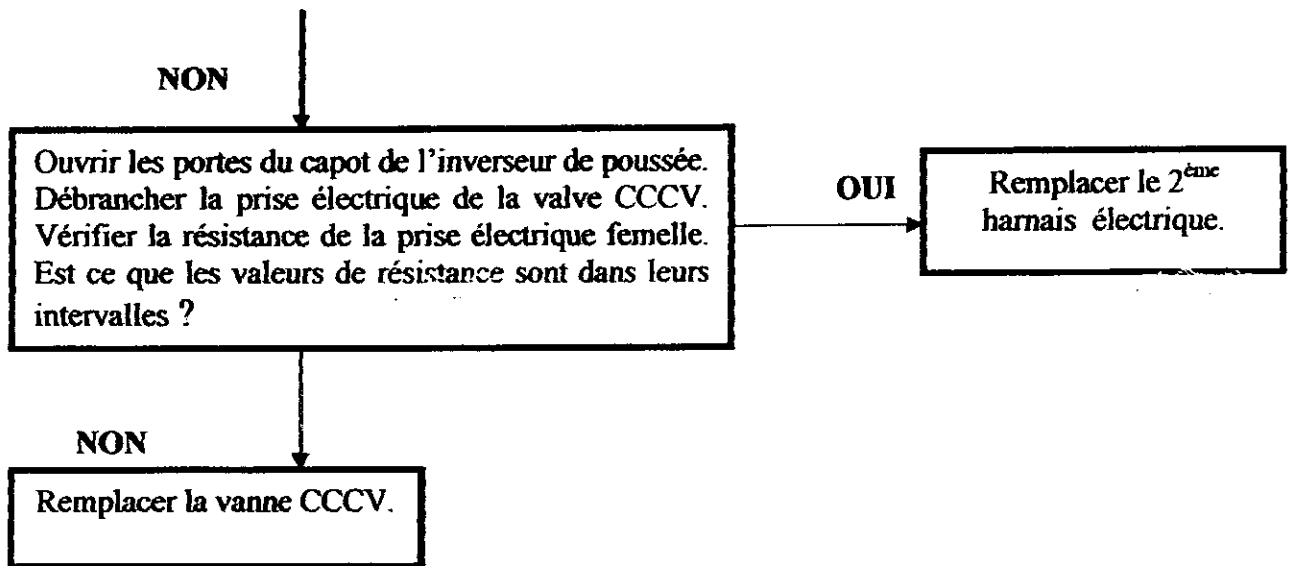 NON
Ouvrir les portes du capot de l'inverseur de poussée.
Débrancher la prise électrique de la valve CCCV.
Vérifier la résistance de la prise électrique femelle.
Est ce que les valeurs de résistance sont dans leurs
intervalles ?
OUI
Remplacer le 2ème
harnais électrique.
NON
Remplacer la vanne CCCV.